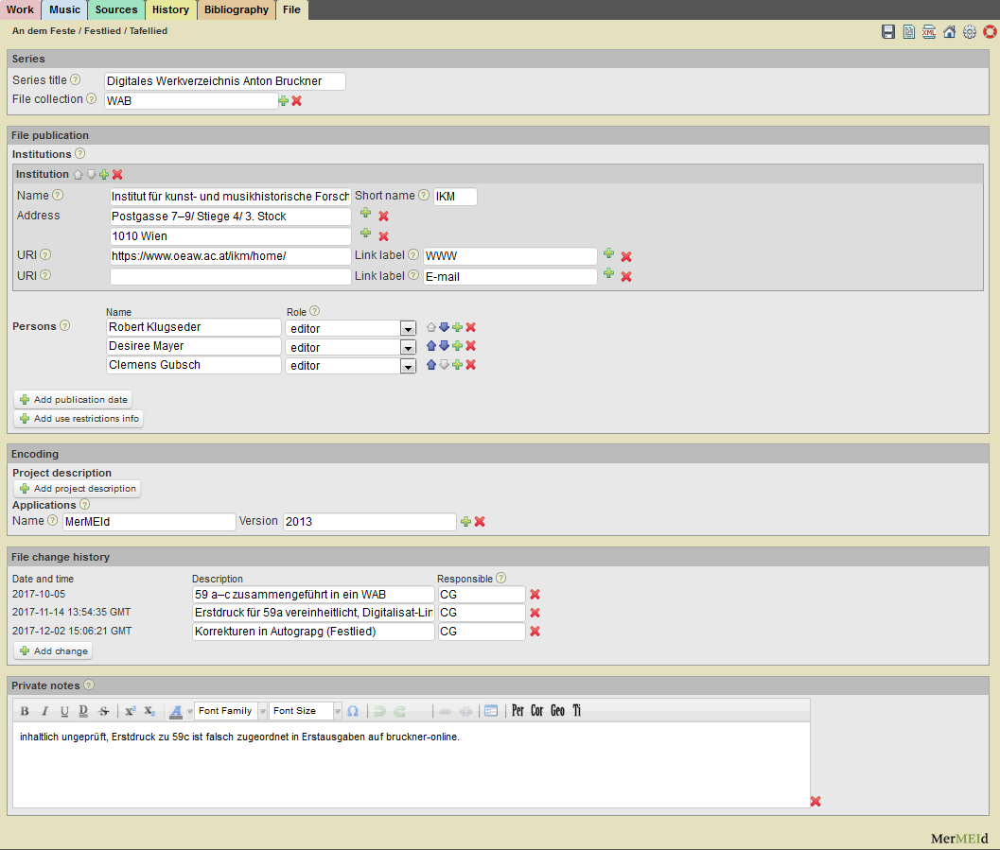 Work Music Sources History Bibliography File
An dem Feste / Festlied / Tafellied
XML
Series
Series title ? Digitales Werkverzeichnis Anton Bruckner
File collection ? WAB
File publication
Institutions ?
Institution
Name ? Institut für kunst- und musikhistorische Forsch Short name ? IKM
Address Postgasse 7–9/ Stiege 4/ 3. Stock
1010 Wien
URI ? https://www.oeaw.ac.at/ikm/home/ Link label ? WWW
URI ? Link label ? E-mail
Name Role ?
Persons ? Robert Klugseder editor
Desiree Mayer editor
Clemens Gubsch editor
Add publication date
Add use restrictions info
Encoding
Project description
Add project description
Applications ?
Name ? MerMEId Version 2013
File change history
Date and time Description Responsible ?
2017-10-05 59 a–c zusammengeführt in ein WAB CG
2017-11-14 13:54:35 GMT Erstdruck für 59a vereinheitlicht, Digitalisat-Lin CG
2017-12-02 15:06:21 GMT Korrekturen in Autograpg (Festlied) CG
Add change
Private notes ?
B I U D S X² X₂ A Font Family Font Size Ω Per Cor Geo Ti
inhaltlich ungeprüft, Erstdruck zu 59c ist falsch zugeordnet in Erstausgaben auf bruckner-online.
MerMEId